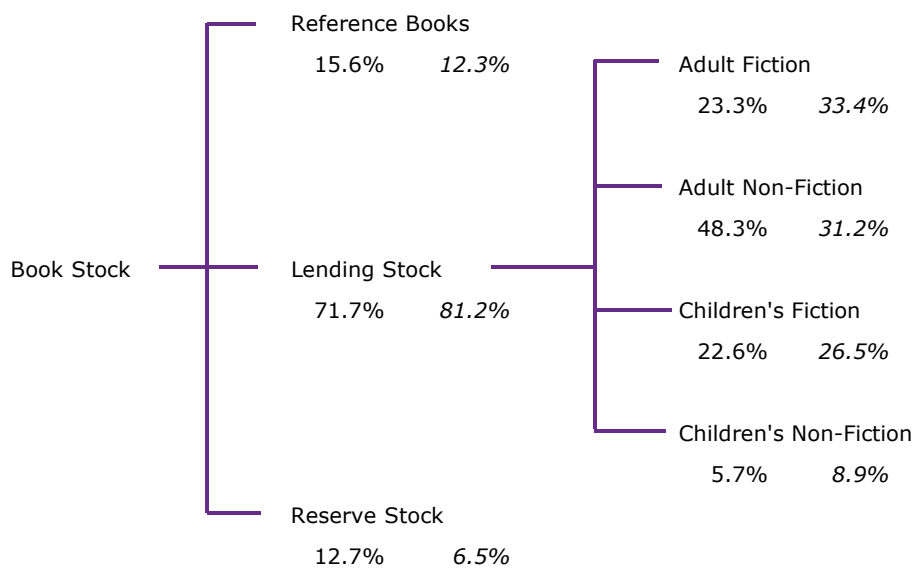 Reference Books
15.6% 12.3%
Adult Fiction
23.3% 33.4%
Adult Non-Fiction
48.3% 31.2%
Book Stock
Lending Stock
71.7% 81.2%
Children's Fiction
22.6% 26.5%
Children's Non-Fiction
5.7% 8.9%
Reserve Stock
12.7% 6.5%